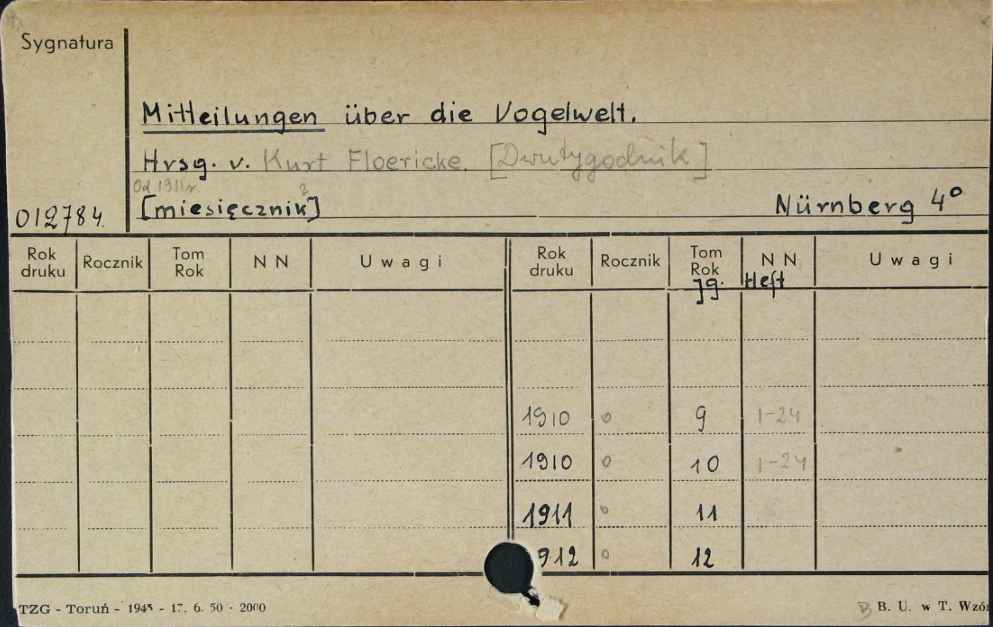 Sygnatura
Mitteilungen über die Vogelwelt.
Hrsg. v. Kurt Floericke. [Dwutygodnik]
Od 1911r. ?
012784. [miesięcznik] Nürnberg 4°
Rok druku Rocznik Tom Rok N N Uwagi Rok druku Rocznik Tom Rok N N Uwagi
Jg. Heft
1910 o 9 1-24
1910 o 10 1-24
1911 o 11
912 o 12
TZG - Toruń - 1945 - 17. 6. 50 - 2000 B. U. w T. Wzór